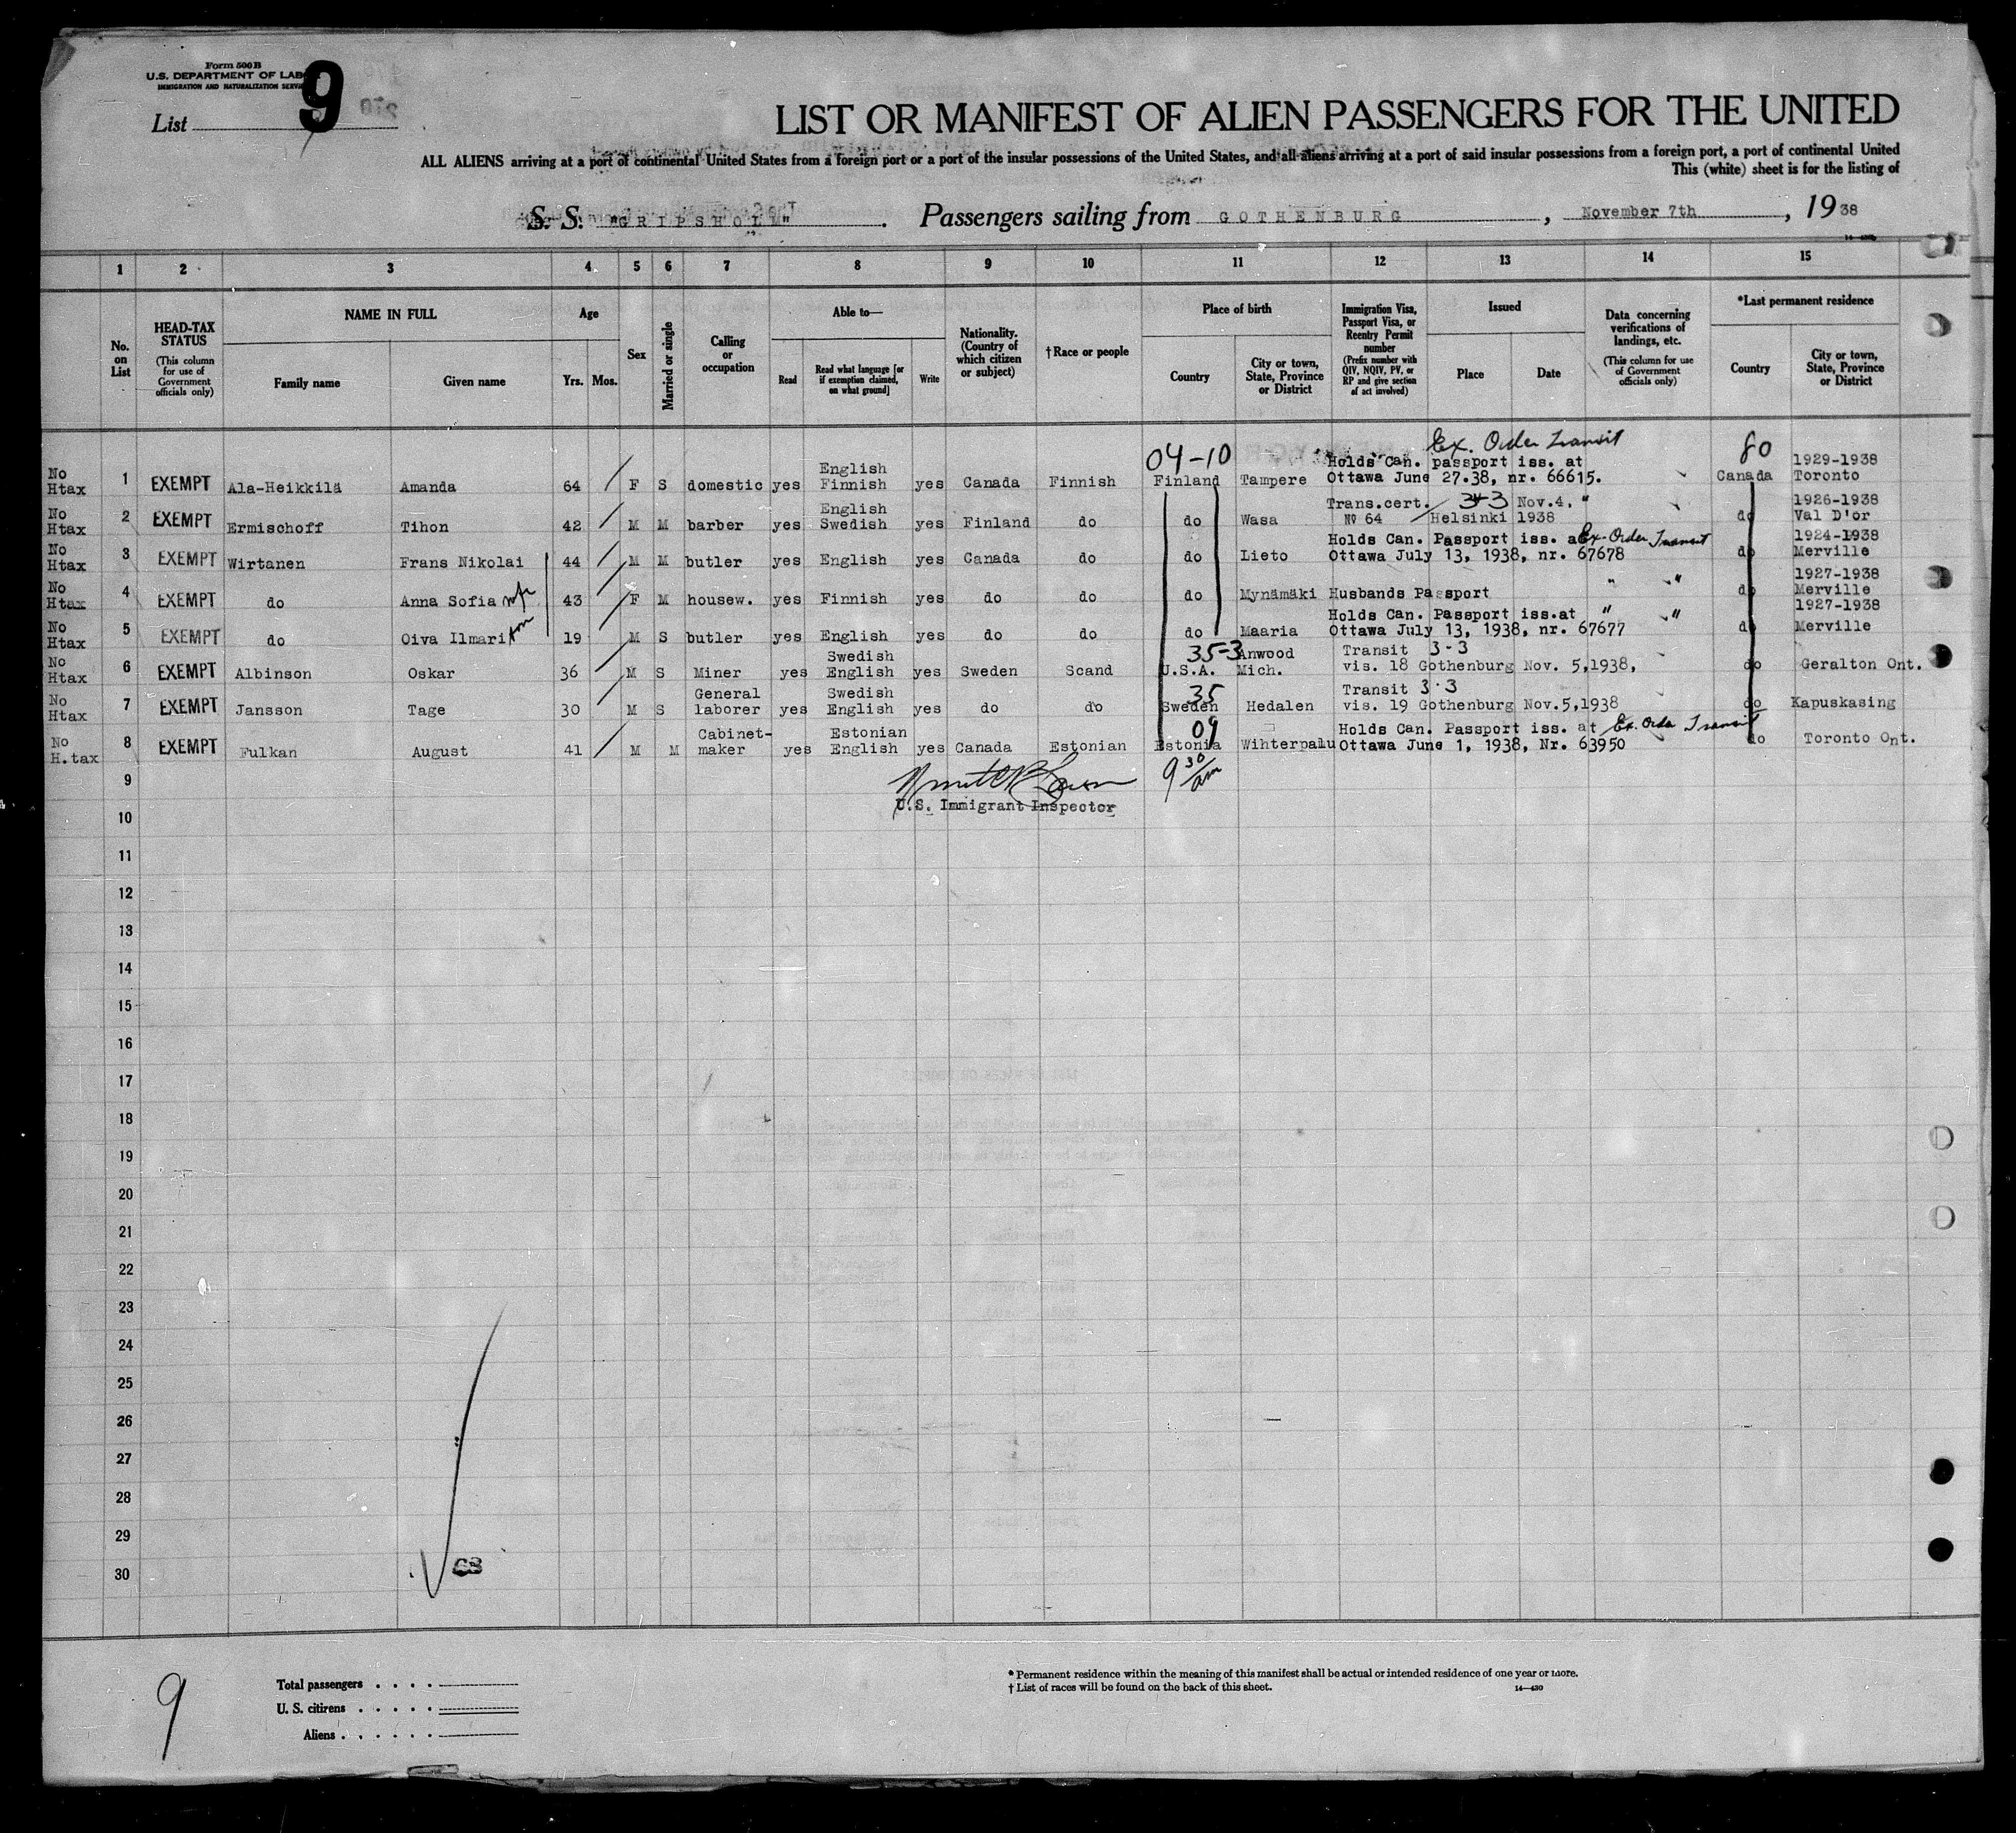 Form 500 B
U.S. DEPARTMENT OF LAB
IMMIGRATION AND NATURALIZATION SERV
List 9
LIST OR MANIFEST OF ALIEN PASSENGERS FOR THE UNITED
ALL ALIENS arriving at a port of continental United States from a foreign port or a port of the insular possessions of the United States, and all aliens arriving at a port of said insular possessions from a foreign port, a port of continental United
This (white) sheet is for the listing of
S. S. "GRIPSHOLM" . Passengers sailing from GOTHENBURG , November 7th , 19 38
1 2 3 4 5 6 7 8 9 10 11 12 13 14 15
No. on List
HEAD-TAX STATUS (This column for use of Government officials only)
NAME IN FULL Family name Given name
Age Yrs. Mos.
Sex
Married or single
Calling or occupation
Able to— Read Read what language [or if exemption claimed, on what ground] Write
Nationality. (Country of which citizen or subject)
†Race or people
Place of birth Country City or town, State, Province or District
Immigration Visa, Passport Visa, or Reentry Permit number (Prefix number with QIV, NQIV, PV, or RP and give section of act involved)
Issued Place Date
Data concerning verifications of landings, etc. (This column for use of Government officials only)
*Last permanent residence Country City or town, State, Province or District
No Htax 1 EXEMPT Ala-Heikkilä Amanda 64 F S domestic yes English Finnish yes Canada Finnish 04-10 Finland Tampere Holds Can. passport iss. at Ottawa June 27.38, nr. 66615. Ex. Order Transit 80 Canada 1929-1938 Toronto
No Htax 2 EXEMPT Ermischoff Tihon 42 M M barber yes English Swedish yes Finland do do Wasa Trans.cert. № 64 3-3 Helsinki Nov.4, 1938 " do 1926-1938 Val D'or
No Htax 3 EXEMPT Wirtanen Frans Nikolai 44 M M butler yes English yes Canada do do Lieto Holds Can. Passport iss. a Ottawa July 13, 1938, nr. 67678 Ex. Order Transit do 1924-1938 Merville
No Htax 4 EXEMPT do Anna Sofia wife 43 F M housew. yes Finnish yes do do do Mynämäki Husbands Passport " " do 1927-1938 Merville
No Htax 5 EXEMPT do Oiva Ilmari son 19 M S butler yes English yes do do do Maaria Holds Can. Passport iss.at Ottawa July 13, 1938, nr. 67677 " " do 1927-1938 Merville
No Htax 6 EXEMPT Albinson Oskar 36 M S Miner yes Swedish English yes Sweden Scand 35-3 U.S.A. Anwood Mich. Transit 3-3 vis. 18 Gothenburg Nov. 5,1938, do Geralton Ont.
No Htax 7 EXEMPT Jansson Tage 30 M S General laborer yes Swedish English yes do do 35 Sweden Hedalen Transit 3-3 vis. 19 Gothenburg Nov.5,1938 do Kapuskasing
No H.tax 8 EXEMPT Fulkan August 41 M M Cabinet-maker yes Estonian English yes Canada Estonian 09 Estonia Wihterpalu Holds Can. Passport iss. at Ottawa June 1, 1938, Nr. 63950 Ex. Order Transit do Toronto Ont.
9 9 30/am
U.S. Immigrant Inspector
10
11
12
13
14
15
16
17
18
19
20
21
22
23
24
25
26
27
28
29
30
9
Total passengers . . . .
U. S. citizens . . . . .
Aliens . . . . . .
* Permanent residence within the meaning of this manifest shall be actual or intended residence of one year or more.
† List of races will be found on the back of this sheet.
14—430